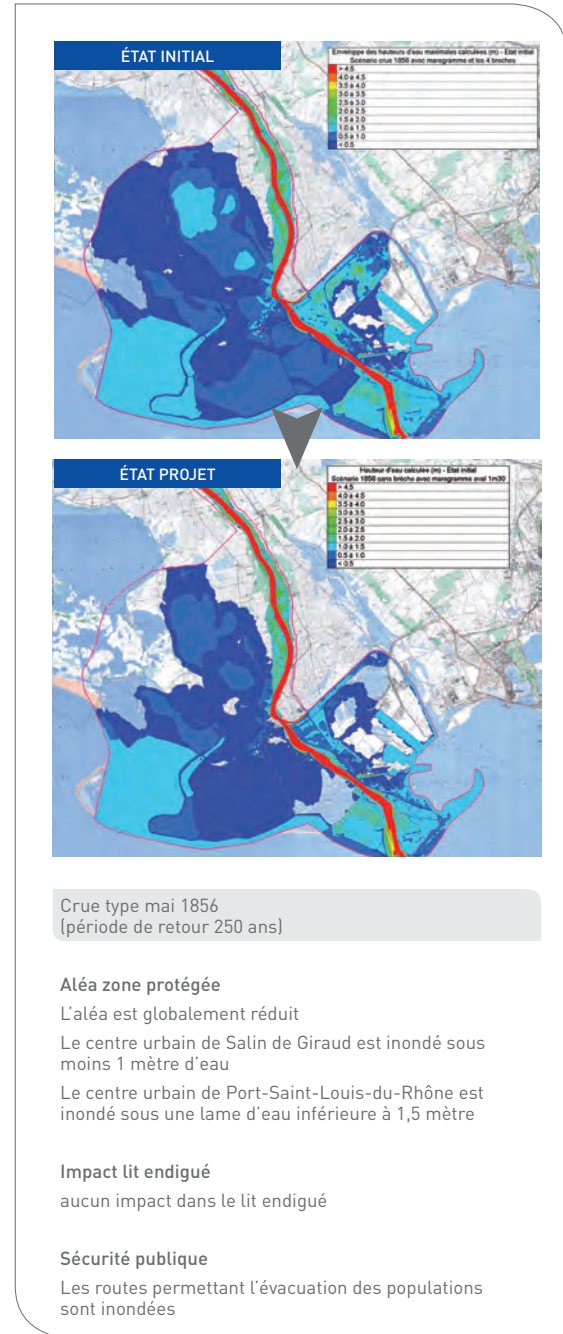 ÉTAT INITIAL
Enveloppe des hauteurs d'eau maximales calculées (m) - Etat initial
Scénario crue 1856 avec maregramme et les 4 breches
> 4.5
4.0 à 4.5
3.5 à 4.0
3.0 à 3.5
2.5 à 3.0
2.0 à 2.5
1.5 à 2.0
1.0 à 1.5
0.5 à 1.0
< 0.5
ÉTAT PROJET
Hauteur d'eau calculée (m) - Etat initial
Scénario 1856 sans brèche avec maregramme aval 1m30
> 4.5
4.0 à 4.5
3.5 à 4.0
3.0 à 3.5
2.5 à 3.0
2.0 à 2.5
1.5 à 2.0
1.0 à 1.5
0.5 à 1.0
< 0.5
Crue type mai 1856
(période de retour 250 ans)
Aléa zone protégée
L'aléa est globalement réduit
Le centre urbain de Salin de Giraud est inondé sous
moins 1 mètre d'eau
Le centre urbain de Port-Saint-Louis-du-Rhône est
inondé sous une lame d'eau inférieure à 1,5 mètre
Impact lit endigué
aucun impact dans le lit endigué
Sécurité publique
Les routes permettant l'évacuation des populations
sont inondées